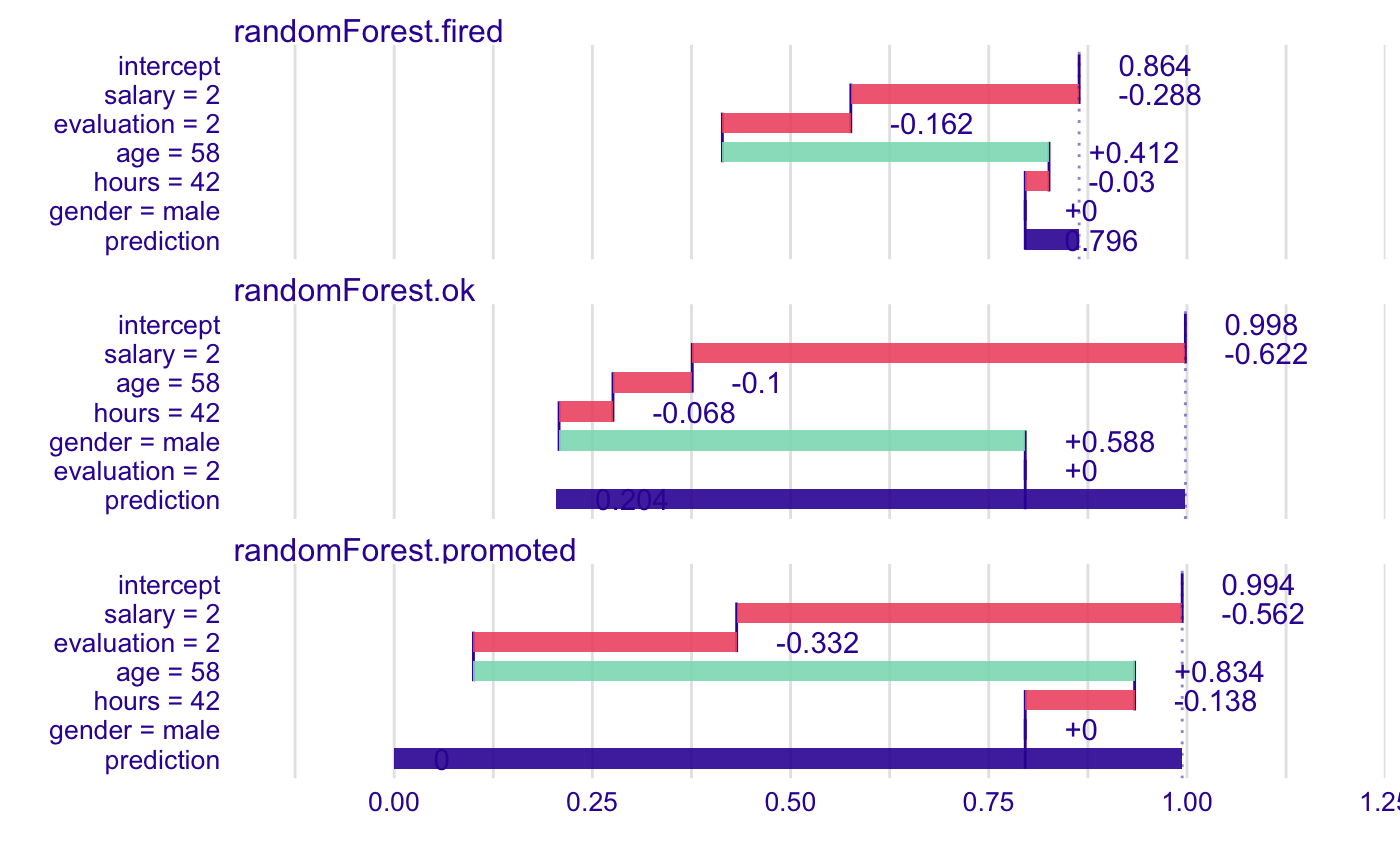 randomForest.fired
intercept 0.864
salary = 2 -0.288
evaluation = 2 -0.162
age = 58 +0.412
hours = 42 -0.03
gender = male +0
prediction 0.796
randomForest.ok
intercept 0.998
salary = 2 -0.622
age = 58 -0.1
hours = 42 -0.068
gender = male +0.588
evaluation = 2 +0
prediction 0.204
randomForest.promoted
intercept 0.994
salary = 2 -0.562
evaluation = 2 -0.332
age = 58 +0.834
hours = 42 -0.138
gender = male +0
prediction 0
0.00 0.25 0.50 0.75 1.00 1.25